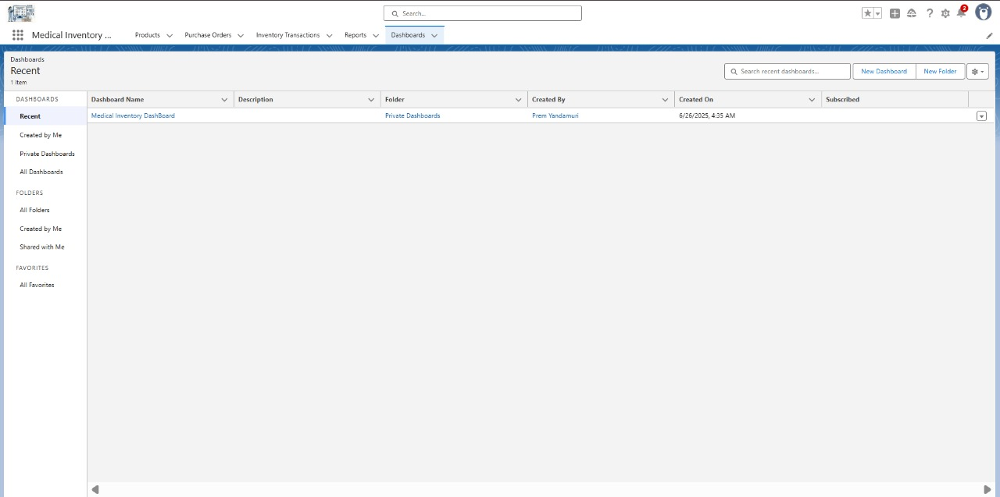 Search...
2
Medical Inventory ...
Products
Purchase Orders
Inventory Transactions
Reports
Dashboards
Dashboards
Recent
1 Item
Search recent dashboards...
New Dashboard
New Folder
DASHBOARDS
Recent
Created by Me
Private Dashboards
All Dashboards
FOLDERS
All Folders
Created by Me
Shared with Me
FAVORITES
All Favorites
Dashboard Name
Description
Folder
Created By
Created On
Subscribed
Medical Inventory DashBoard
Private Dashboards
Prem Yandamuri
6/26/2025, 4:35 AM